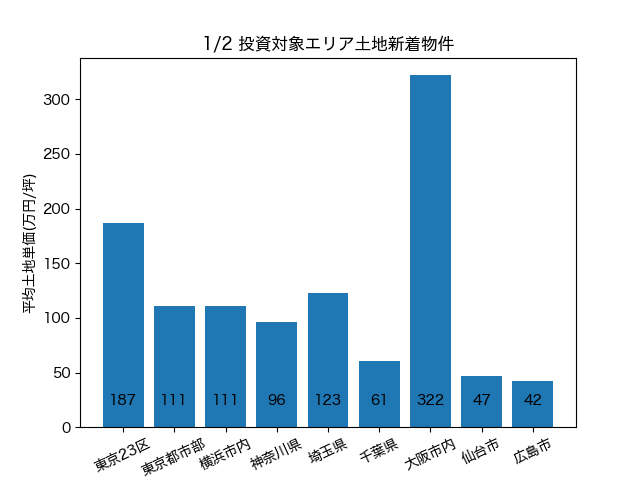 1/2 投資対象エリア土地新着物件
平均土地単価(万円/坪)
300
250
200
150
100
50
0
187 111 111 96 123 61 322 47 42
東京23区 東京都市部 横浜市内 神奈川県 埼玉県 千葉県 大阪市内 仙台市 広島市